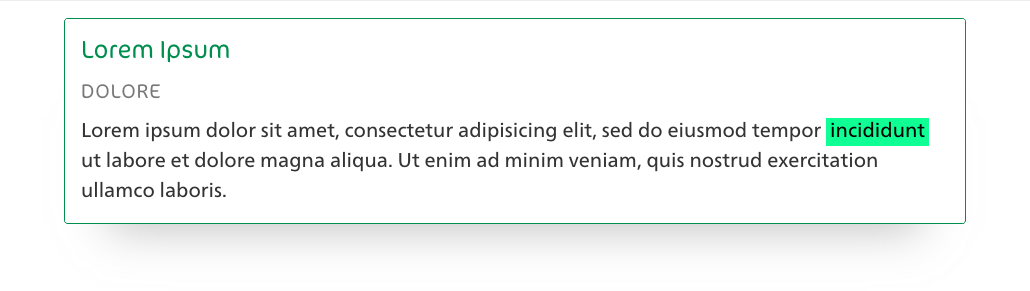 Lorem Ipsum
DOLORE
Lorem ipsum dolor sit amet, consectetur adipisicing elit, sed do eiusmod tempor incididunt
ut labore et dolore magna aliqua. Ut enim ad minim veniam, quis nostrud exercitation
ullamco laboris.